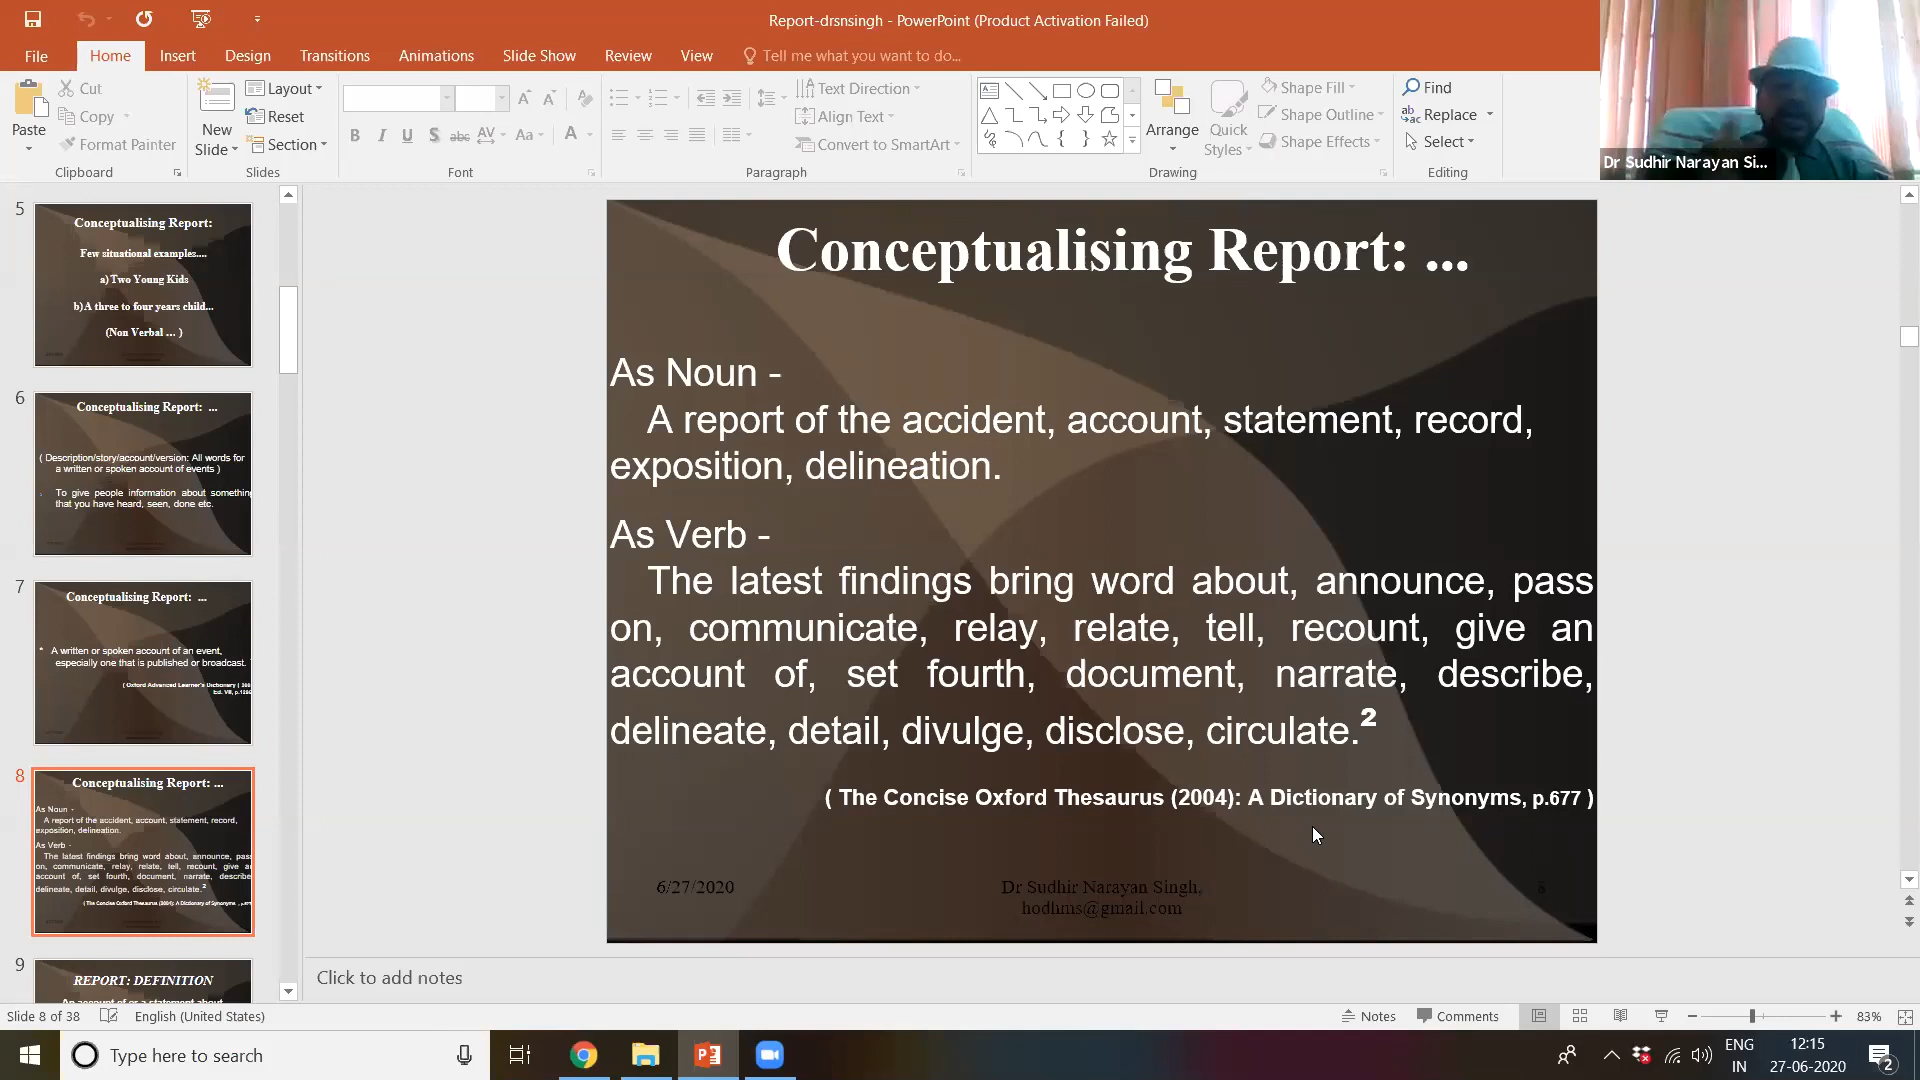 Report-drsnsingh - PowerPoint (Product Activation Failed)
File Home Insert Design Transitions Animations Slide Show Review View Tell me what you want to do...
Paste
Cut
Copy
Format Painter
Clipboard
New Slide
Layout
Reset
Section
Slides
Font
Text Direction
Align Text
Convert to SmartArt
Paragraph
Arrange
Quick Styles
Shape Fill
Shape Outline
Shape Effects
Drawing
Find
Replace
Select
Editing
Dr Sudhir Narayan Si...
5
Conceptualising Report:
Few situational examples....
a) Two Young Kids
b) A three to four years child...
(Non Verbal ... )
6
Conceptualising Report: ...
( Description/story/account/version: All words for
a written or spoken account of events )
To give people information about something
that you have heard, seen, done etc.
7
Conceptualising Report: ...
* A written or spoken account of an event,
especially one that is published or broadcast.
( Oxford Advanced Learner's Dictionary (
Ed. VII, p.
8
Conceptualising Report: ...
As Noun -
A report of the accident, account, statement, record,
exposition, delineation.
As Verb -
The latest findings bring word about, announce, pass
on, communicate, relay, relate, tell, recount, give an
account of, set fourth, document, narrate, describe,
delineate, detail, divulge, disclose, circulate.²
( The Concise Oxford Thesaurus (2004): A Dictionary of Synonyms , p.677
9
REPORT: DEFINITION
An account of or a statement about
Conceptualising Report: ...
As Noun -
A report of the accident, account, statement, record,
exposition, delineation.
As Verb -
The latest findings bring word about, announce, pass
on, communicate, relay, relate, tell, recount, give an
account of, set fourth, document, narrate, describe,
delineate, detail, divulge, disclose, circulate.²
( The Concise Oxford Thesaurus (2004): A Dictionary of Synonyms, p.677 )
6/27/2020
Dr Sudhir Narayan Singh,
hodhms@gmail.com
8
Click to add notes
Slide 8 of 38 English (United States) Notes Comments 83%
Type here to search
ENG
IN
12:15
27-06-2020
2